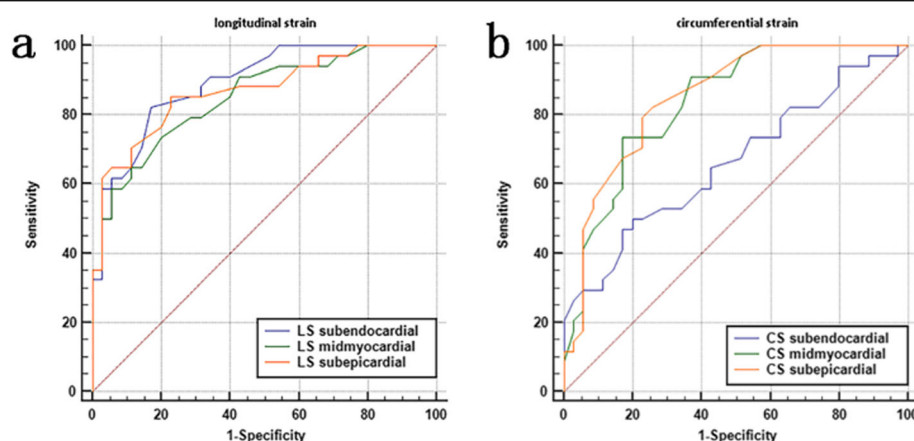 a
longitudinal strain
100
80
60
40
20
0
Sensitivity
0 20 40 60 80 100
1-Specificity
LS subendocardial
LS midmyocardial
LS subepicardial
b
circumferential strain
100
80
60
40
20
0
Sensitivity
0 20 40 60 80 100
1-Specificity
CS subendocardial
CS midmyocardial
CS subepicardial